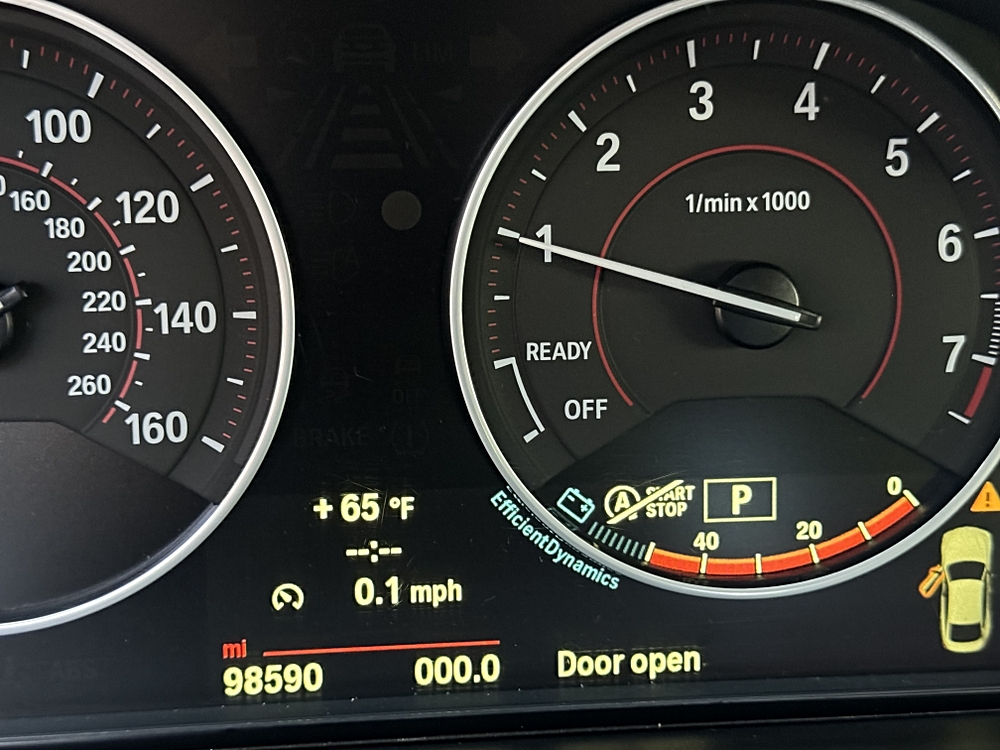 100
120
140
160
160
180
200
220
240
260
1
2
3
4
5
6
7
1/min x 1000
READY
OFF
BRAKE
OFF
A START
STOP
P
0
20
40
EfficientDynamics
+ 65 °F
--:--
0.1 mph
mi
98590 000.0
Door open